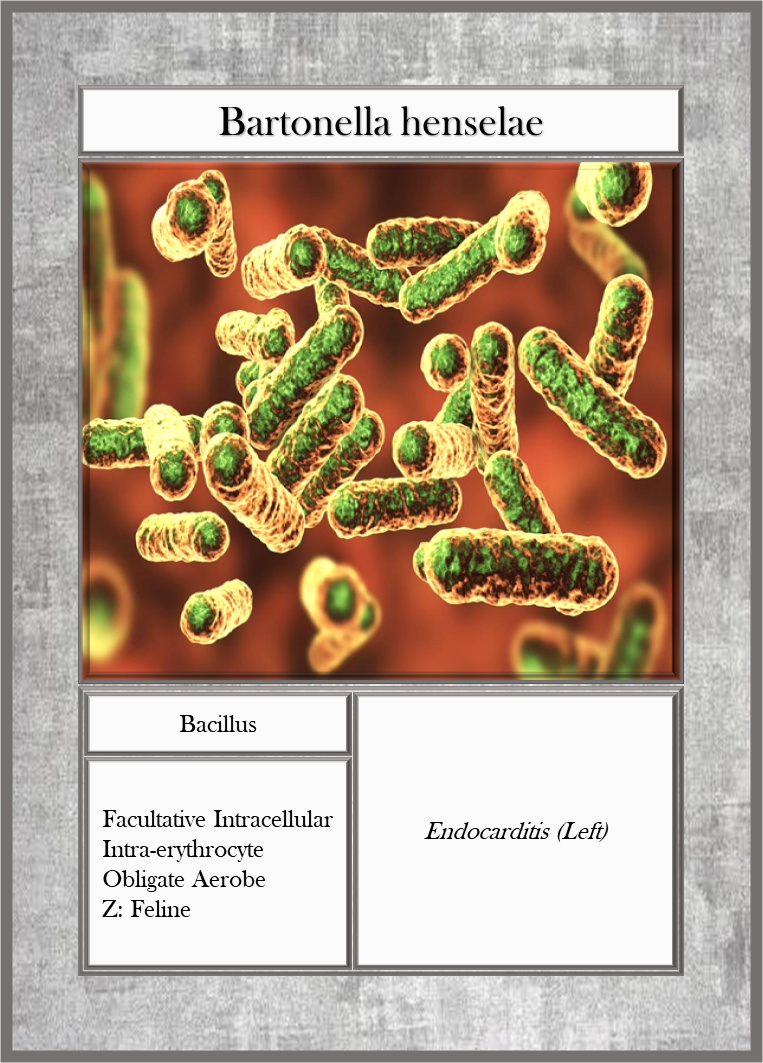 Bartonella henselae
Bacillus
Facultative Intracellular
Intra-erythrocyte
Obligate Aerobe
Z: Feline
Endocarditis (Left)